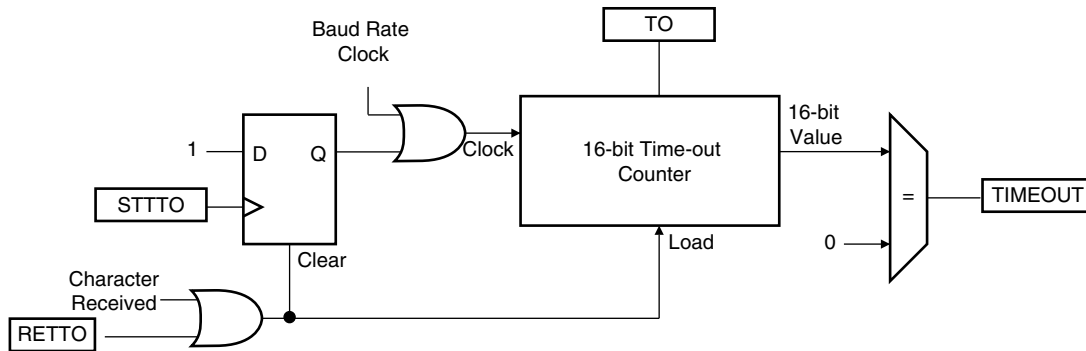 TO
Baud Rate
Clock
16-bit
Value
1
D
Q
Clock
16-bit Time-out
Counter
STTTO
=
TIMEOUT
Clear
Load
0
Character
Received
RETTO